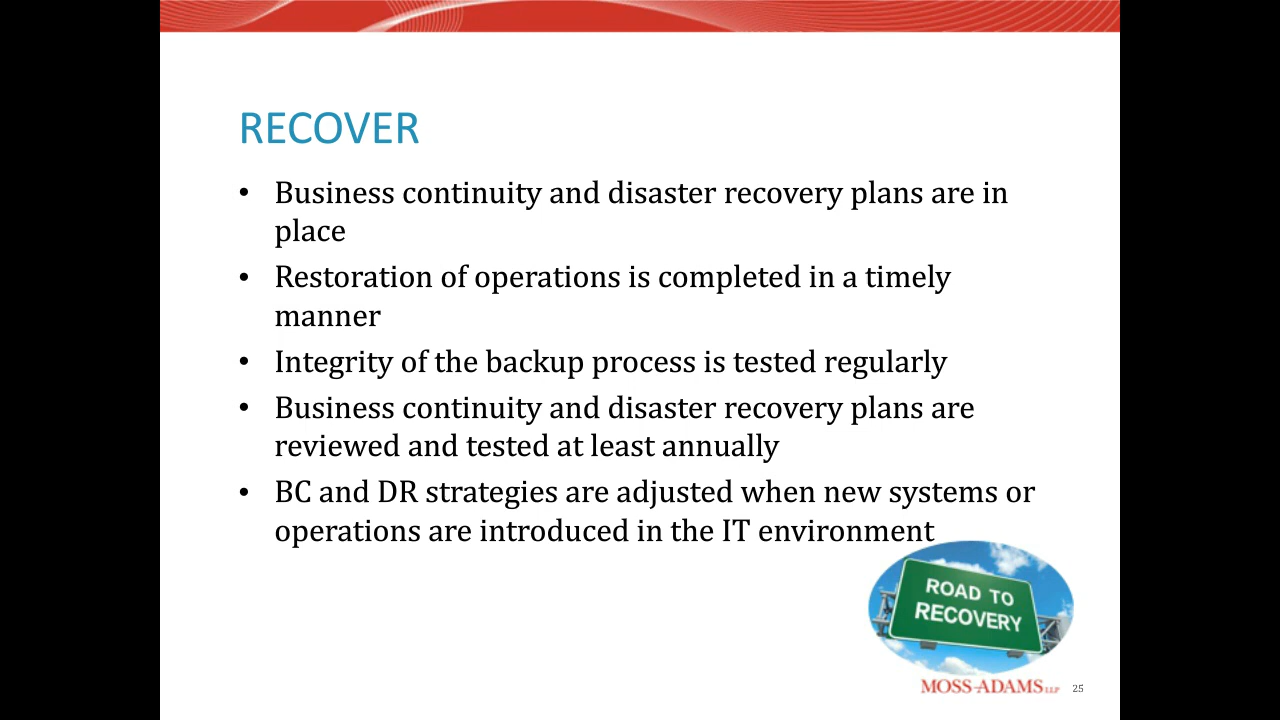 RECOVER
• Business continuity and disaster recovery plans are in
place
• Restoration of operations is completed in a timely
manner
• Integrity of the backup process is tested regularly
• Business continuity and disaster recovery plans are
reviewed and tested at least annually
• BC and DR strategies are adjusted when new systems or
operations are introduced in the IT environment
ROAD TO
RECOVERY
MOSS-ADAMS LLP
25